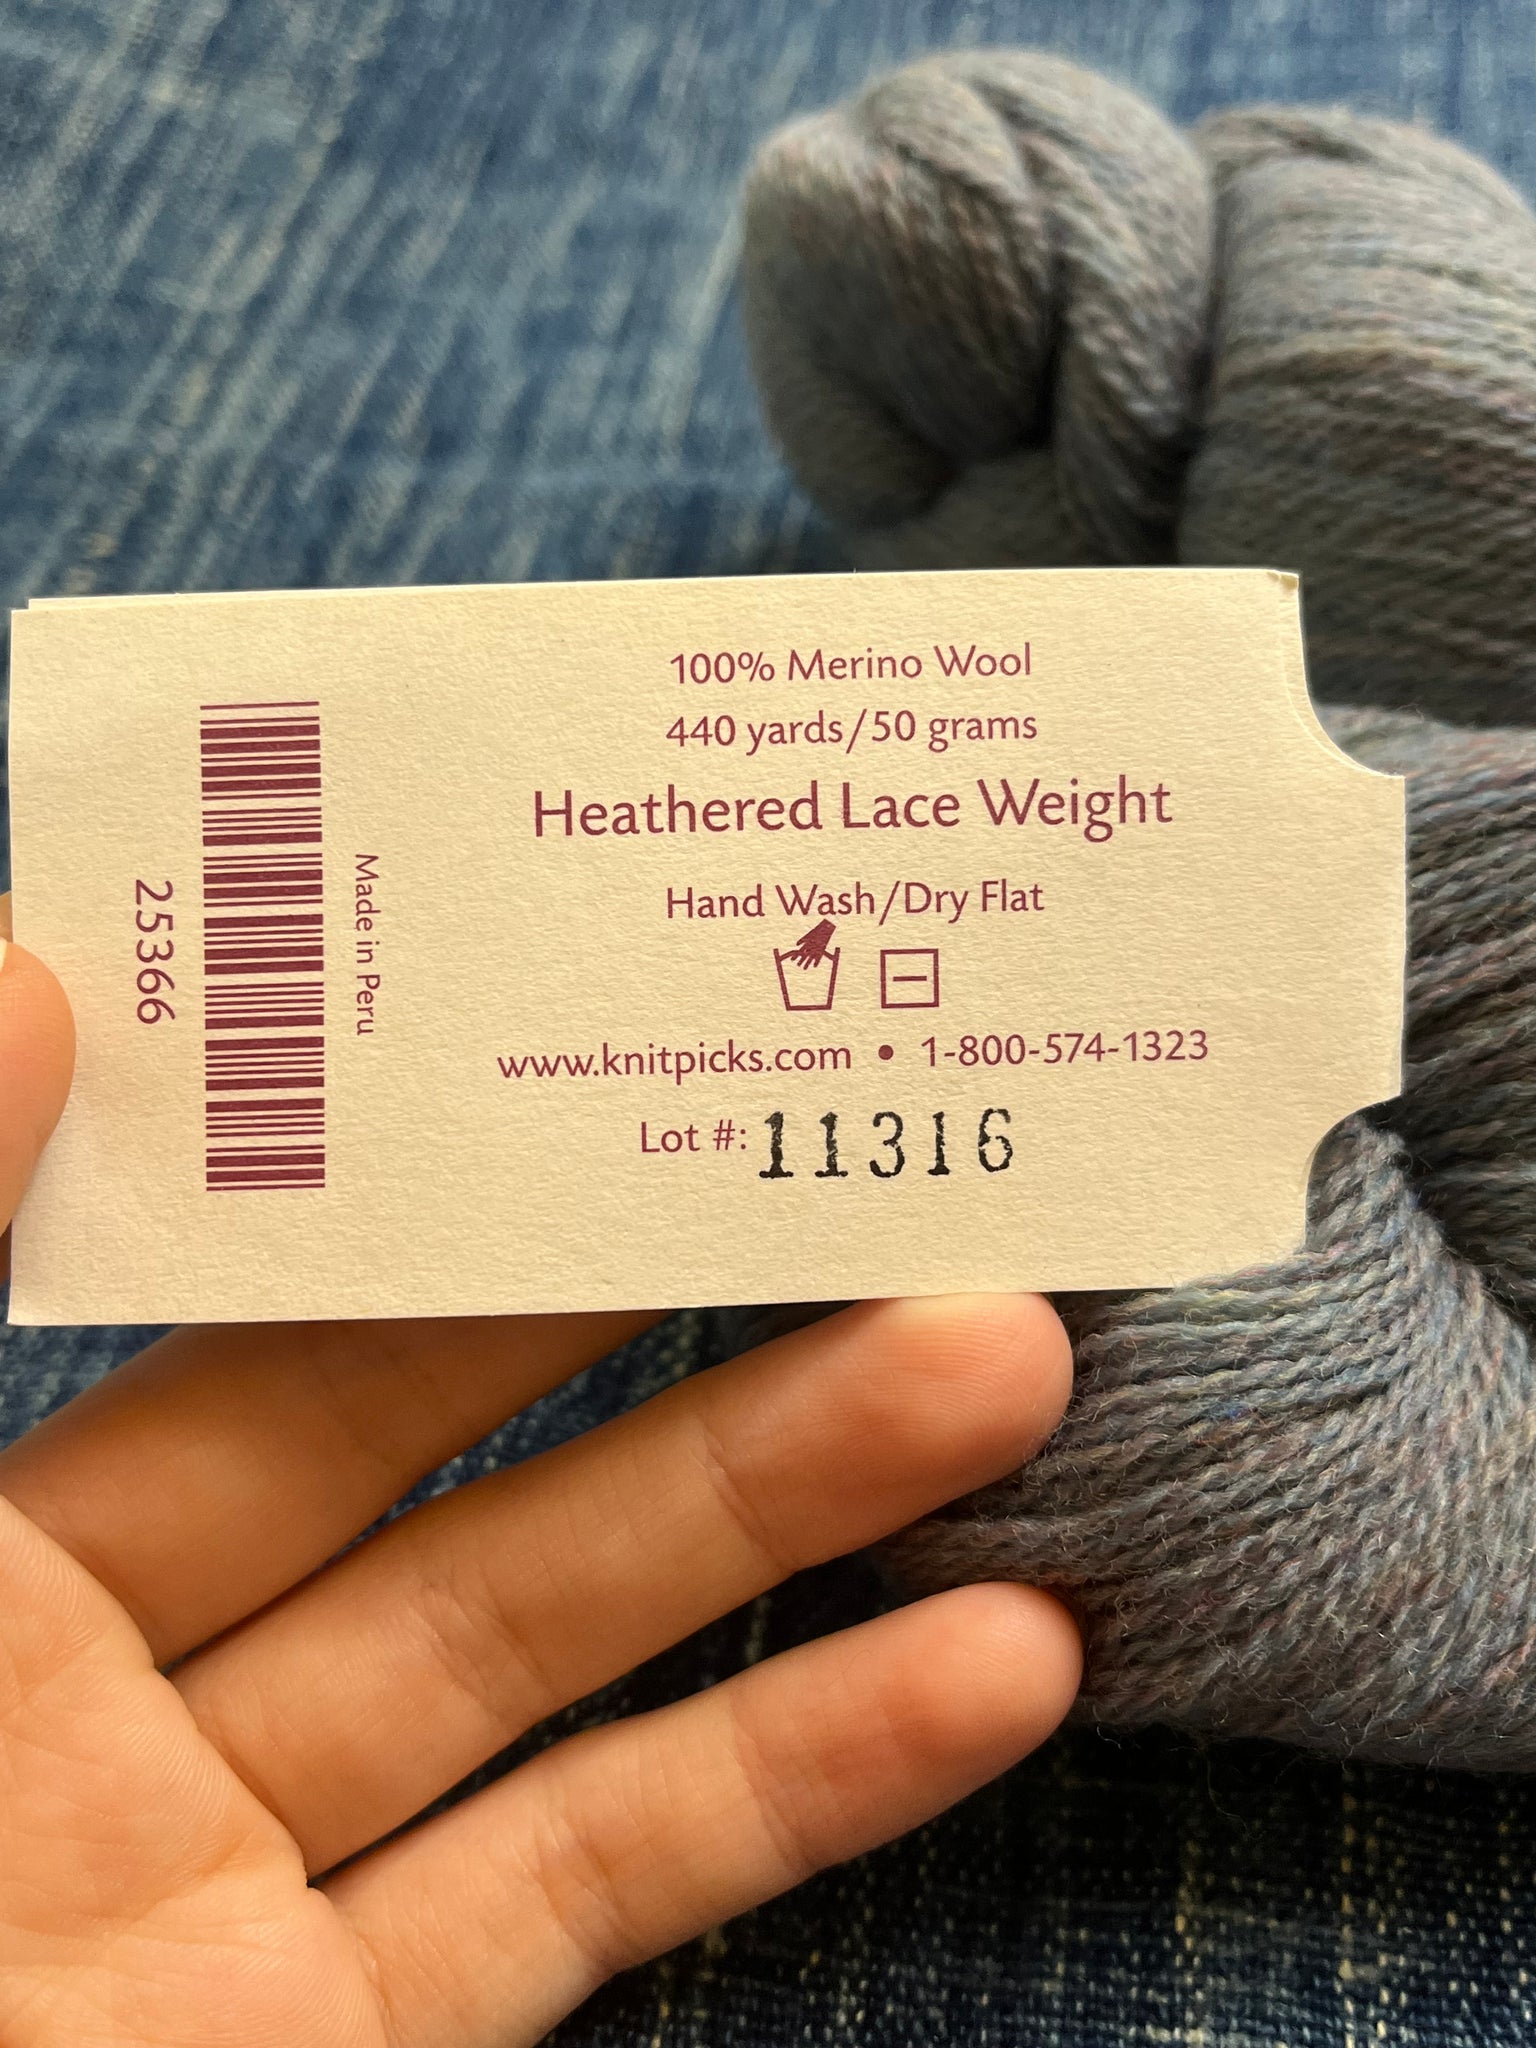 100% Merino Wool
440 yards/50 grams
Heathered Lace Weight
Hand Wash/Dry Flat
www.knitpicks.com • 1-800-574-1323
Lot #: 11316
Made in Peru
25366